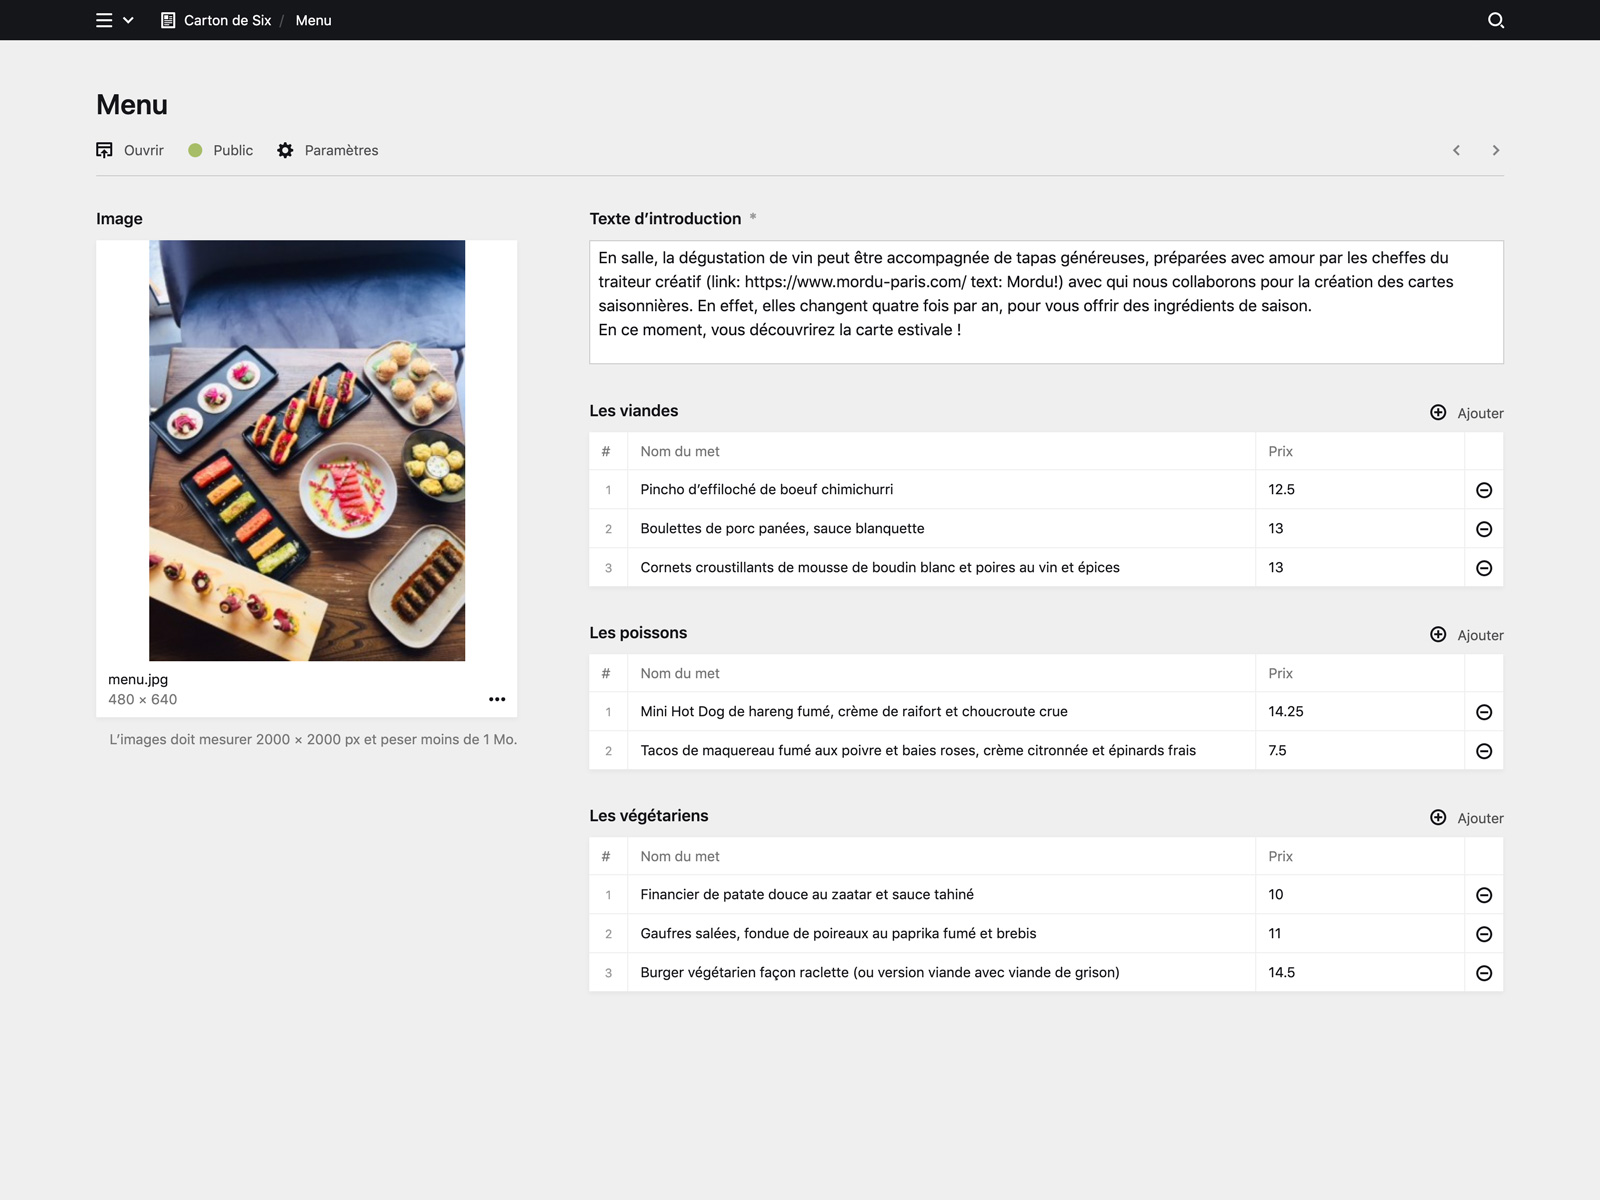 Carton de Six / Menu
Menu
Ouvrir Public Paramètres
Image
menu.jpg
480 × 640
L’images doit mesurer 2000 × 2000 px et peser moins de 1 Mo.
Texte d’introduction *
En salle, la dégustation de vin peut être accompagnée de tapas généreuses, préparées avec amour par les cheffes du
traiteur créatif (link: https://www.mordu-paris.com/ text: Mordu!) avec qui nous collaborons pour la création des cartes
saisonnières. En effet, elles changent quatre fois par an, pour vous offrir des ingrédients de saison.
En ce moment, vous découvrirez la carte estivale !
Les viandes Ajouter
# Nom du met Prix
1 Pincho d’effiloché de boeuf chimichurri 12.5
2 Boulettes de porc panées, sauce blanquette 13
3 Cornets croustillants de mousse de boudin blanc et poires au vin et épices 13
Les poissons Ajouter
# Nom du met Prix
1 Mini Hot Dog de hareng fumé, crème de raifort et choucroute crue 14.25
2 Tacos de maquereau fumé aux poivre et baies roses, crème citronnée et épinards frais 7.5
Les végétariens Ajouter
# Nom du met Prix
1 Financier de patate douce au zaatar et sauce tahiné 10
2 Gaufres salées, fondue de poireaux au paprika fumé et brebis 11
3 Burger végétarien façon raclette (ou version viande avec viande de grison) 14.5